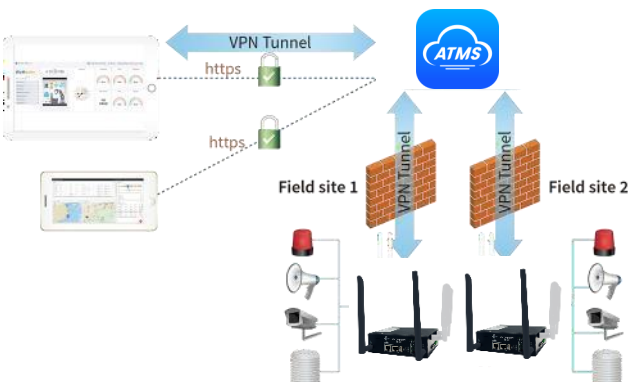 VPN Tunnel
ATMS
https
https
VPN Tunnel
VPN Tunnel
Field site 1
Field site 2